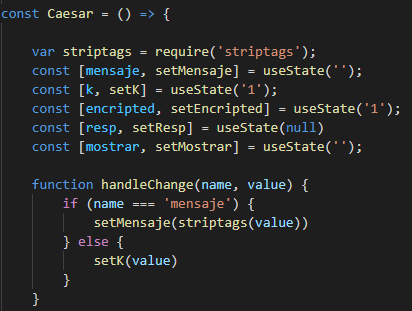 const Caesar = () => {
var striptags = require('striptags');
const [mensaje, setMensaje] = useState('');
const [k, setK] = useState('1');
const [encripted, setEncripted] = useState('1');
const [resp, setResp] = useState(null)
const [mostrar, setMostrar] = useState('');
function handleChange(name, value) {
if (name === 'mensaje') {
setMensaje(striptags(value))
} else {
setK(value)
}
}